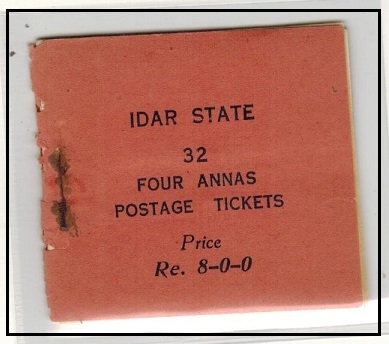 IDAR STATE
32
FOUR ANNAS
POSTAGE TICKETS
Price
Re. 8-0-0